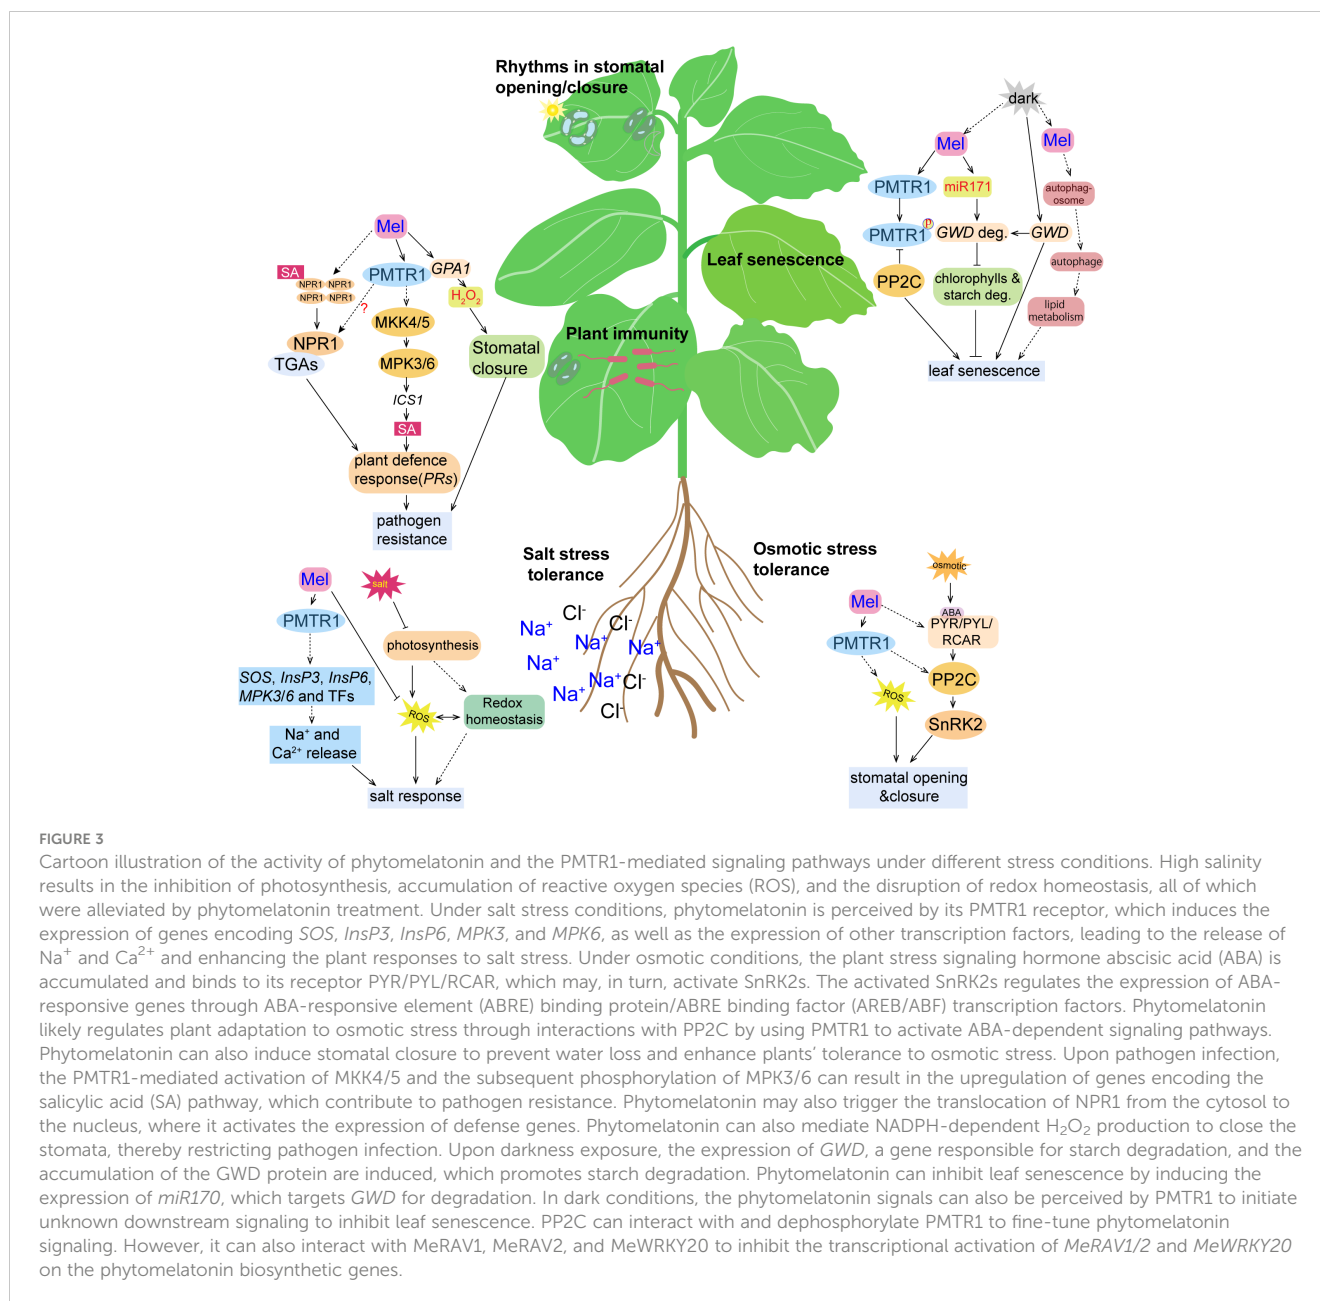 Rhythms in stomatal
opening/closure
dark
Mel
Mel
PMTR1
miR171
autophag-
osome
PMTR1
P
GWD deg.
GWD
PP2C
chlorophylls &
starch deg.
autophage
lipid
metabolism
leaf senescence
Leaf senescence
Mel
SA
NPR1 NPR1
NPR1 NPR1
PMTR1
GPA1
H₂O₂
?
MKK4/5
NPR1
TGAs
MPK3/6
Stomatal
closure
ICS1
SA
plant defence
response(PRs)
pathogen
resistance
Plant immunity
Salt stress
tolerance
Osmotic stress
tolerance
Mel
salt
PMTR1
photosynthesis
SOS, InsP3, InsP6,
MPK3/6 and TFs
ROS
Redox
homeostasis
Na⁺ and
Ca²⁺ release
salt response
Cl⁻
Na⁺
Cl⁻
Na⁺
Na⁺
Na⁺
Na⁺
Na⁺
Cl⁻
Cl⁻
osmotic
Mel
ABA
PYR/PYL/
RCAR
PMTR1
PP2C
ROS
SnRK2
stomatal opening
&closure
FIGURE 3
Cartoon illustration of the activity of phytomelatonin and the PMTR1-mediated signaling pathways under different stress conditions. High salinity
results in the inhibition of photosynthesis, accumulation of reactive oxygen species (ROS), and the disruption of redox homeostasis, all of which
were alleviated by phytomelatonin treatment. Under salt stress conditions, phytomelatonin is perceived by its PMTR1 receptor, which induces the
expression of genes encoding SOS, InsP3, InsP6, MPK3, and MPK6, as well as the expression of other transcription factors, leading to the release of
Na⁺ and Ca²⁺ and enhancing the plant responses to salt stress. Under osmotic conditions, the plant stress signaling hormone abscisic acid (ABA) is
accumulated and binds to its receptor PYR/PYL/RCAR, which may, in turn, activate SnRK2s. The activated SnRK2s regulates the expression of ABA-
responsive genes through ABA-responsive element (ABRE) binding protein/ABRE binding factor (AREB/ABF) transcription factors. Phytomelatonin
likely regulates plant adaptation to osmotic stress through interactions with PP2C by using PMTR1 to activate ABA-dependent signaling pathways.
Phytomelatonin can also induce stomatal closure to prevent water loss and enhance plants’ tolerance to osmotic stress. Upon pathogen infection,
the PMTR1-mediated activation of MKK4/5 and the subsequent phosphorylation of MPK3/6 can result in the upregulation of genes encoding the
salicylic acid (SA) pathway, which contribute to pathogen resistance. Phytomelatonin may also trigger the translocation of NPR1 from the cytosol to
the nucleus, where it activates the expression of defense genes. Phytomelatonin can also mediate NADPH-dependent H₂O₂ production to close the
stomata, thereby restricting pathogen infection. Upon darkness exposure, the expression of GWD, a gene responsible for starch degradation, and the
accumulation of the GWD protein are induced, which promotes starch degradation. Phytomelatonin can inhibit leaf senescence by inducing the
expression of miR170, which targets GWD for degradation. In dark conditions, the phytomelatonin signals can also be perceived by PMTR1 to initiate
unknown downstream signaling to inhibit leaf senescence. PP2C can interact with and dephosphorylate PMTR1 to fine-tune phytomelatonin
signaling. However, it can also interact with MeRAV1, MeRAV2, and MeWRKY20 to inhibit the transcriptional activation of MeRAV1/2 and MeWRKY20
on the phytomelatonin biosynthetic genes.